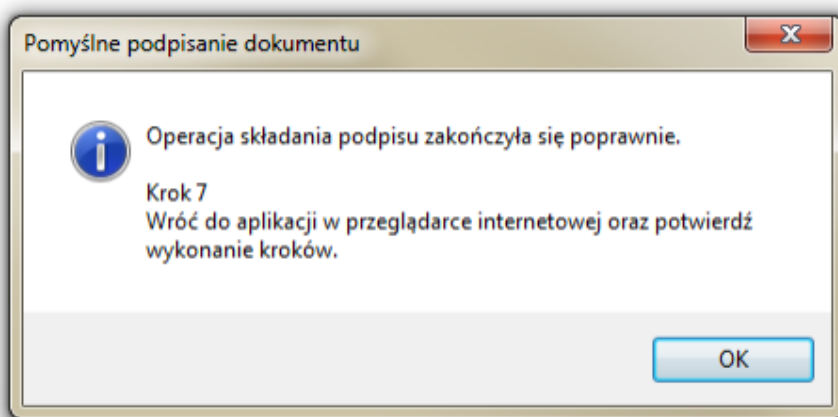 Pomyślne podpisanie dokumentu
Operacja składania podpisu zakończyła się poprawnie.
Krok 7
Wróć do aplikacji w przeglądarce internetowej oraz potwierdź
wykonanie kroków.
OK